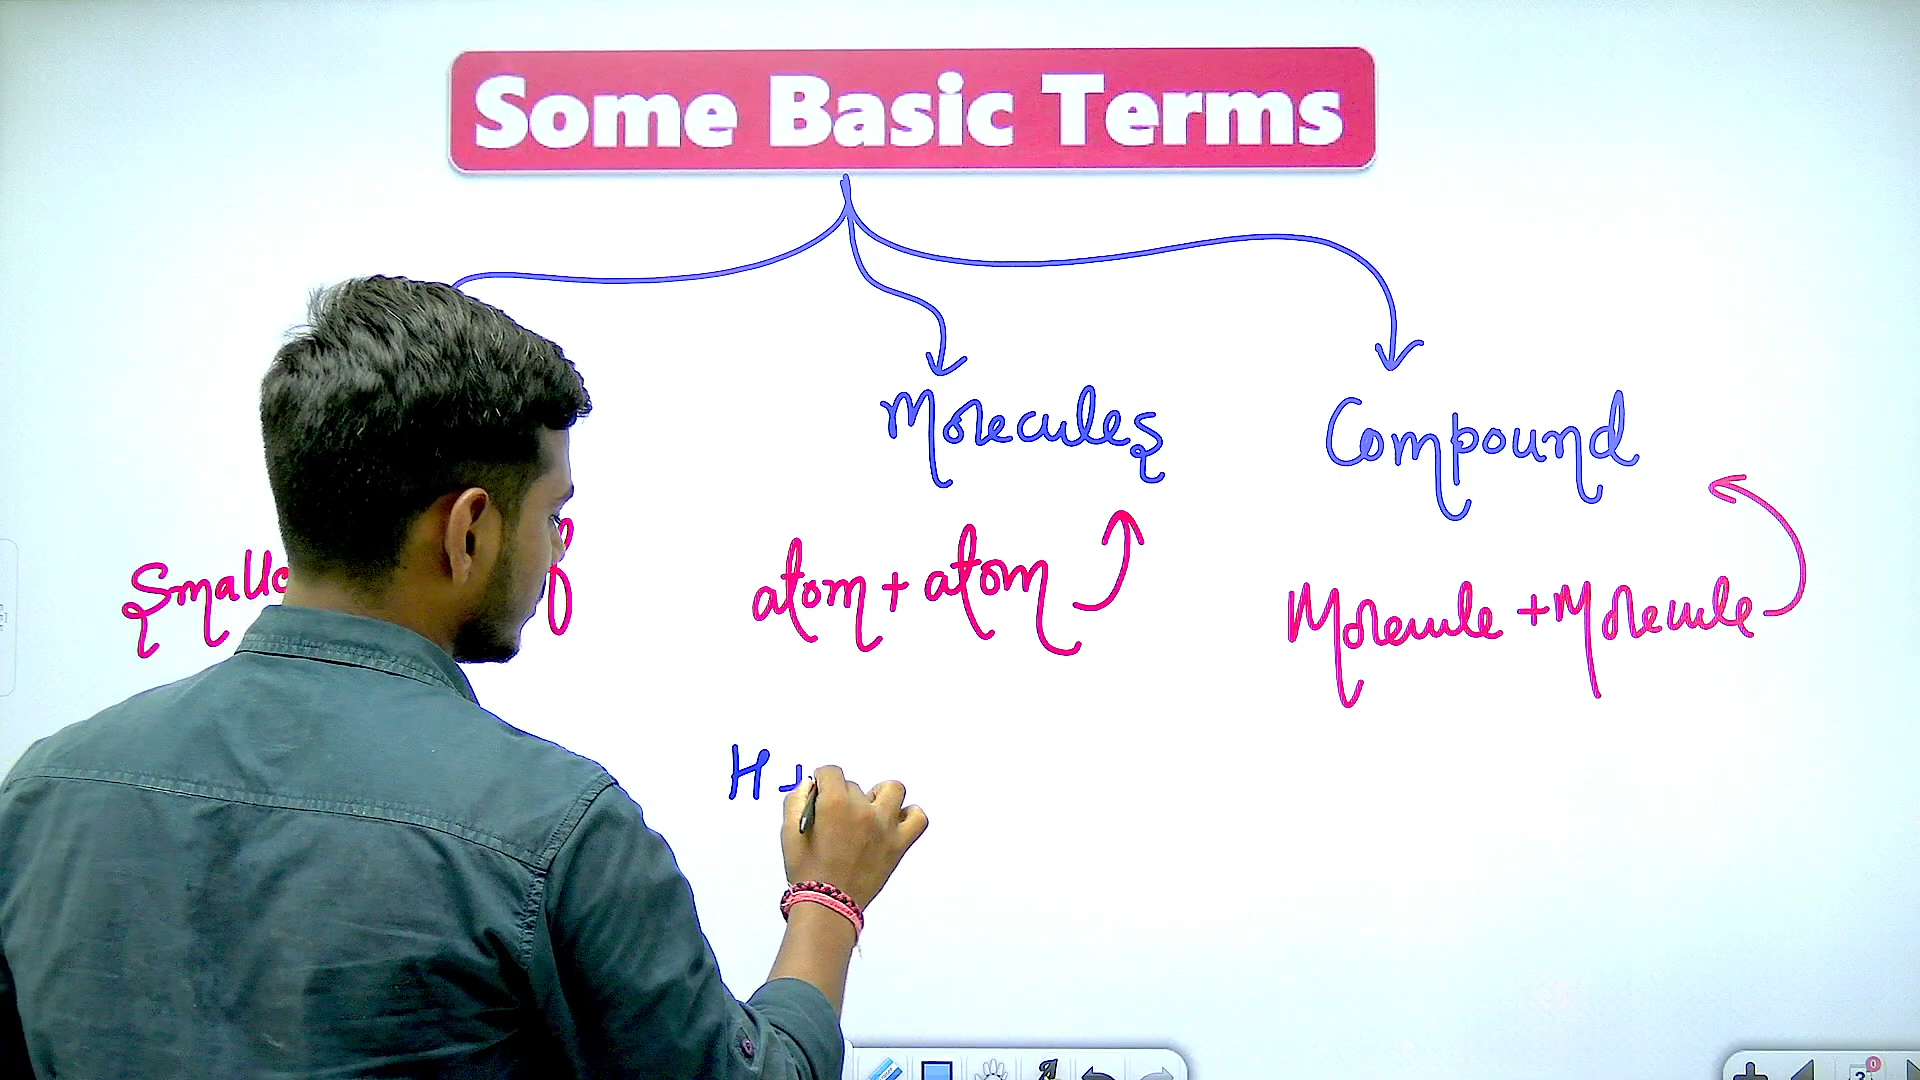 Some Basic Terms
Molecules
Compound
f
atom + atom
Molecule + Molecule
H +